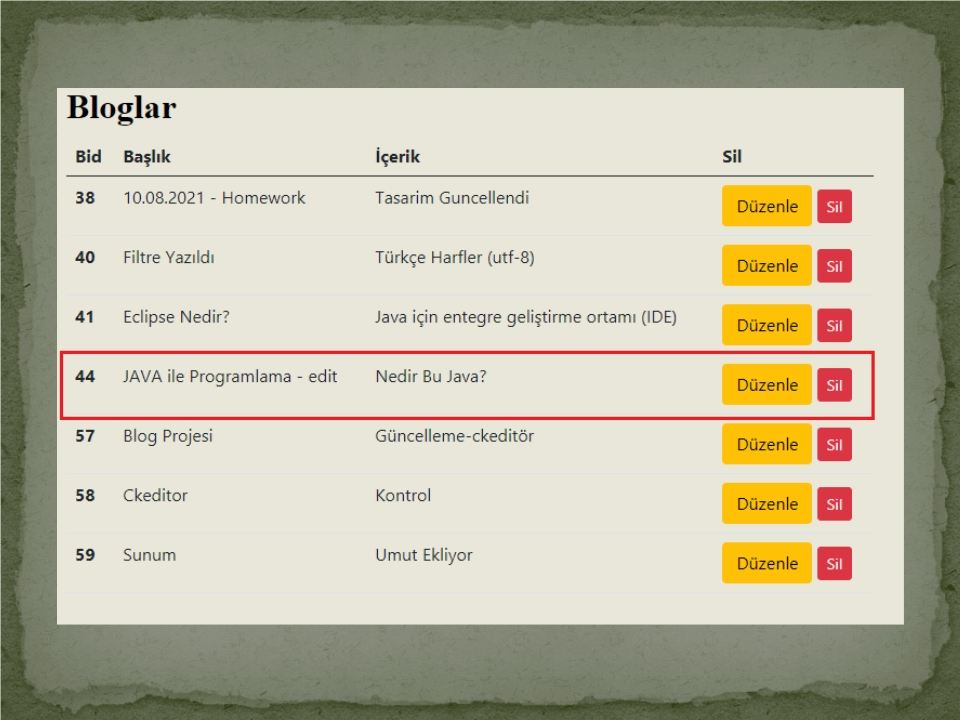 Bloglar
Bid Başlık İçerik Sil
38 10.08.2021 - Homework Tasarim Guncellendi Düzenle Sil
40 Filtre Yazıldı Türkçe Harfler (utf-8) Düzenle Sil
41 Eclipse Nedir? Java için entegre geliştirme ortamı (IDE) Düzenle Sil
44 JAVA ile Programlama - edit Nedir Bu Java? Düzenle Sil
57 Blog Projesi Güncelleme-ckeditör Düzenle Sil
58 Ckeditor Kontrol Düzenle Sil
59 Sunum Umut Ekliyor Düzenle Sil